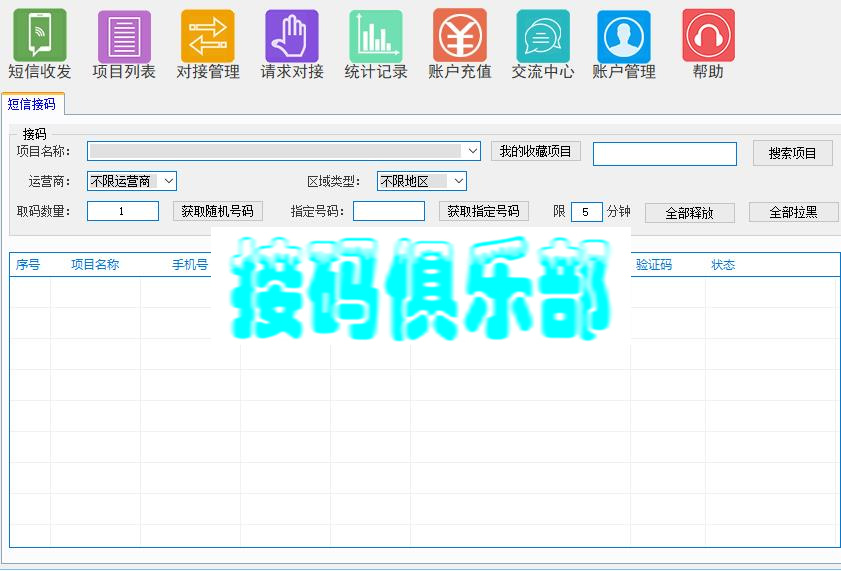 短信收发 项目列表 对接管理 请求对接 统计记录 账户充值 交流中心 账户管理 帮助
短信接码
接码
项目名称： 我的收藏项目 搜索项目
运营商： 不限运营商 区域类型： 不限地区
取码数量： 1 获取随机号码 指定号码： 获取指定号码 限 5 分钟 全部释放 全部拉黑
接码俱乐部
序号 项目名称 手机号 验证码 状态